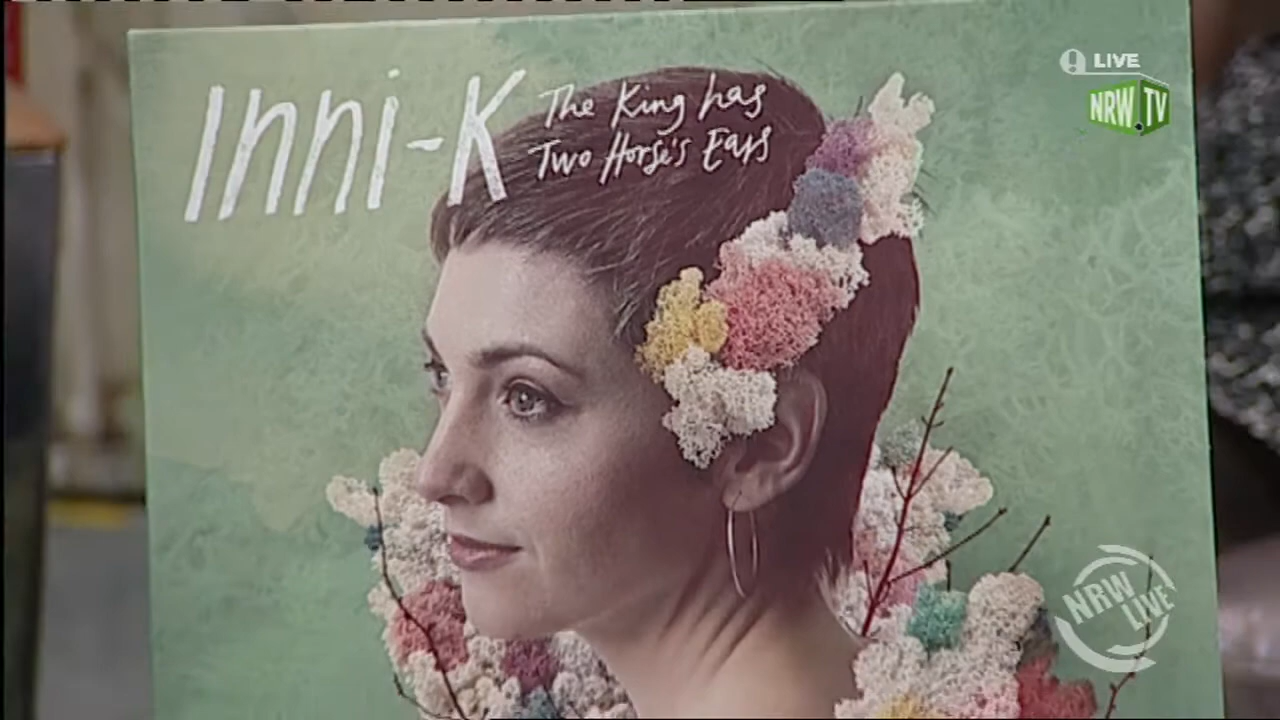 Inni-K
The King has
Two Horse's Ears
LIVE
NRW.TV
NRW
LIVE